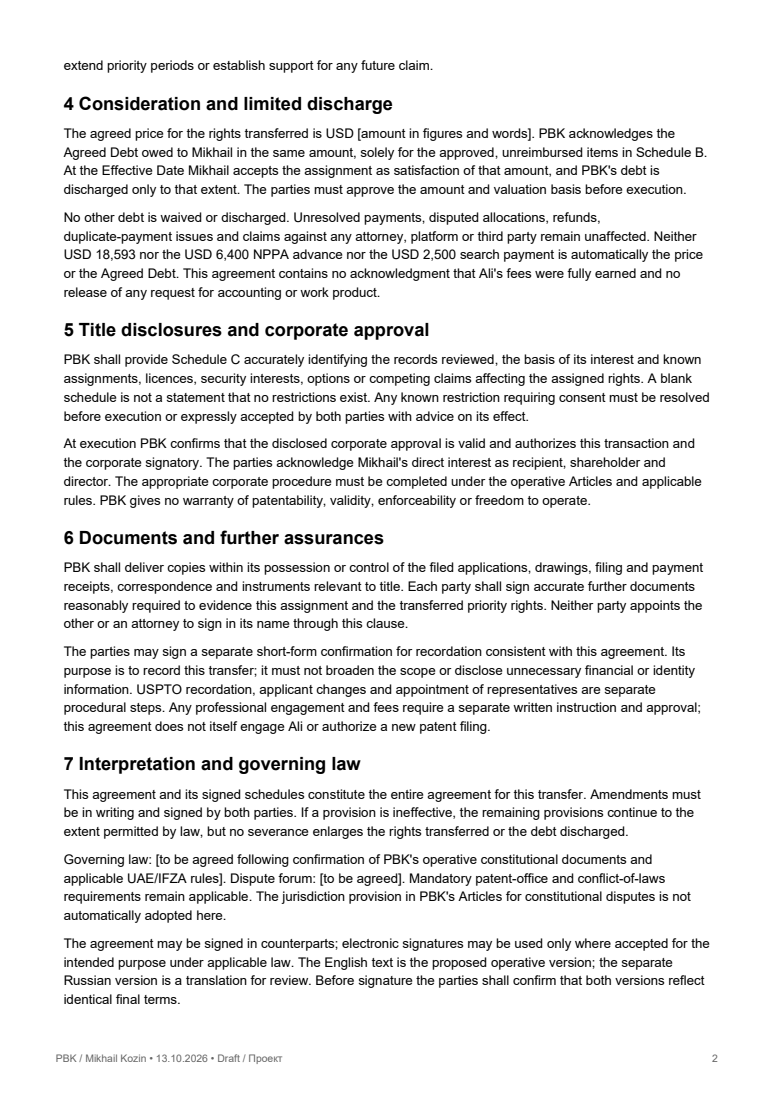 extend priority periods or establish support for any future claim.
4 Consideration and limited discharge
The agreed price for the rights transferred is USD [amount in figures and words]. PBK acknowledges the
Agreed Debt owed to Mikhail in the same amount, solely for the approved, unreimbursed items in Schedule B.
At the Effective Date Mikhail accepts the assignment as satisfaction of that amount, and PBK's debt is
discharged only to that extent. The parties must approve the amount and valuation basis before execution.
No other debt is waived or discharged. Unresolved payments, disputed allocations, refunds,
duplicate-payment issues and claims against any attorney, platform or third party remain unaffected. Neither
USD 18,593 nor the USD 6,400 NPPA advance nor the USD 2,500 search payment is automatically the price
or the Agreed Debt. This agreement contains no acknowledgment that Ali's fees were fully earned and no
release of any request for accounting or work product.
5 Title disclosures and corporate approval
PBK shall provide Schedule C accurately identifying the records reviewed, the basis of its interest and known
assignments, licences, security interests, options or competing claims affecting the assigned rights. A blank
schedule is not a statement that no restrictions exist. Any known restriction requiring consent must be resolved
before execution or expressly accepted by both parties with advice on its effect.
At execution PBK confirms that the disclosed corporate approval is valid and authorizes this transaction and
the corporate signatory. The parties acknowledge Mikhail's direct interest as recipient, shareholder and
director. The appropriate corporate procedure must be completed under the operative Articles and applicable
rules. PBK gives no warranty of patentability, validity, enforceability or freedom to operate.
6 Documents and further assurances
PBK shall deliver copies within its possession or control of the filed applications, drawings, filing and payment
receipts, correspondence and instruments relevant to title. Each party shall sign accurate further documents
reasonably required to evidence this assignment and the transferred priority rights. Neither party appoints the
other or an attorney to sign in its name through this clause.
The parties may sign a separate short-form confirmation for recordation consistent with this agreement. Its
purpose is to record this transfer; it must not broaden the scope or disclose unnecessary financial or identity
information. USPTO recordation, applicant changes and appointment of representatives are separate
procedural steps. Any professional engagement and fees require a separate written instruction and approval;
this agreement does not itself engage Ali or authorize a new patent filing.
7 Interpretation and governing law
This agreement and its signed schedules constitute the entire agreement for this transfer. Amendments must
be in writing and signed by both parties. If a provision is ineffective, the remaining provisions continue to the
extent permitted by law, but no severance enlarges the rights transferred or the debt discharged.
Governing law: [to be agreed following confirmation of PBK's operative constitutional documents and
applicable UAE/IFZA rules]. Dispute forum: [to be agreed]. Mandatory patent-office and conflict-of-laws
requirements remain applicable. The jurisdiction provision in PBK's Articles for constitutional disputes is not
automatically adopted here.
The agreement may be signed in counterparts; electronic signatures may be used only where accepted for the
intended purpose under applicable law. The English text is the proposed operative version; the separate
Russian version is a translation for review. Before signature the parties shall confirm that both versions reflect
identical final terms.
PBK / Mikhail Kozin • 13.10.2026 • Draft / Проект 2